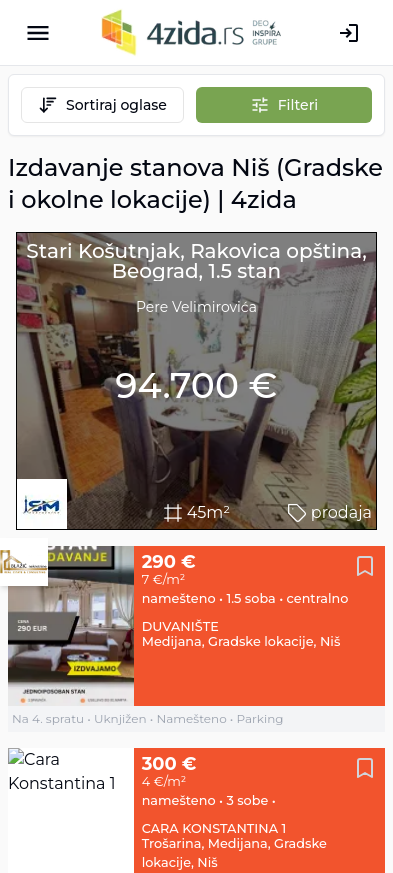 4zida.rs
DEO
INSPIRA
GRUPE
Sortiraj oglase
Filteri
Izdavanje stanova Niš (Gradske
i okolne lokacije) | 4zida
Stari Košutnjak, Rakovica opština,
Beograd, 1.5 stan
Pere Velimirovića
94.700 €
45m²
prodaja
STAN
IZDAVANJE
CENA
290 EUR
IZDVAJAMO
JEDNOIPOSOBAN STAN
290 €
7 €/m²
namešteno • 1.5 soba • centralno
DUVANIŠTE
Medijana, Gradske lokacije, Niš
Na 4. spratu • Uknjižen • Namešteno • Parking
Cara
Konstantina 1
300 €
4 €/m²
namešteno • 3 sobe •
CARA KONSTANTINA 1
Trošarina, Medijana, Gradske
lokacije, Niš